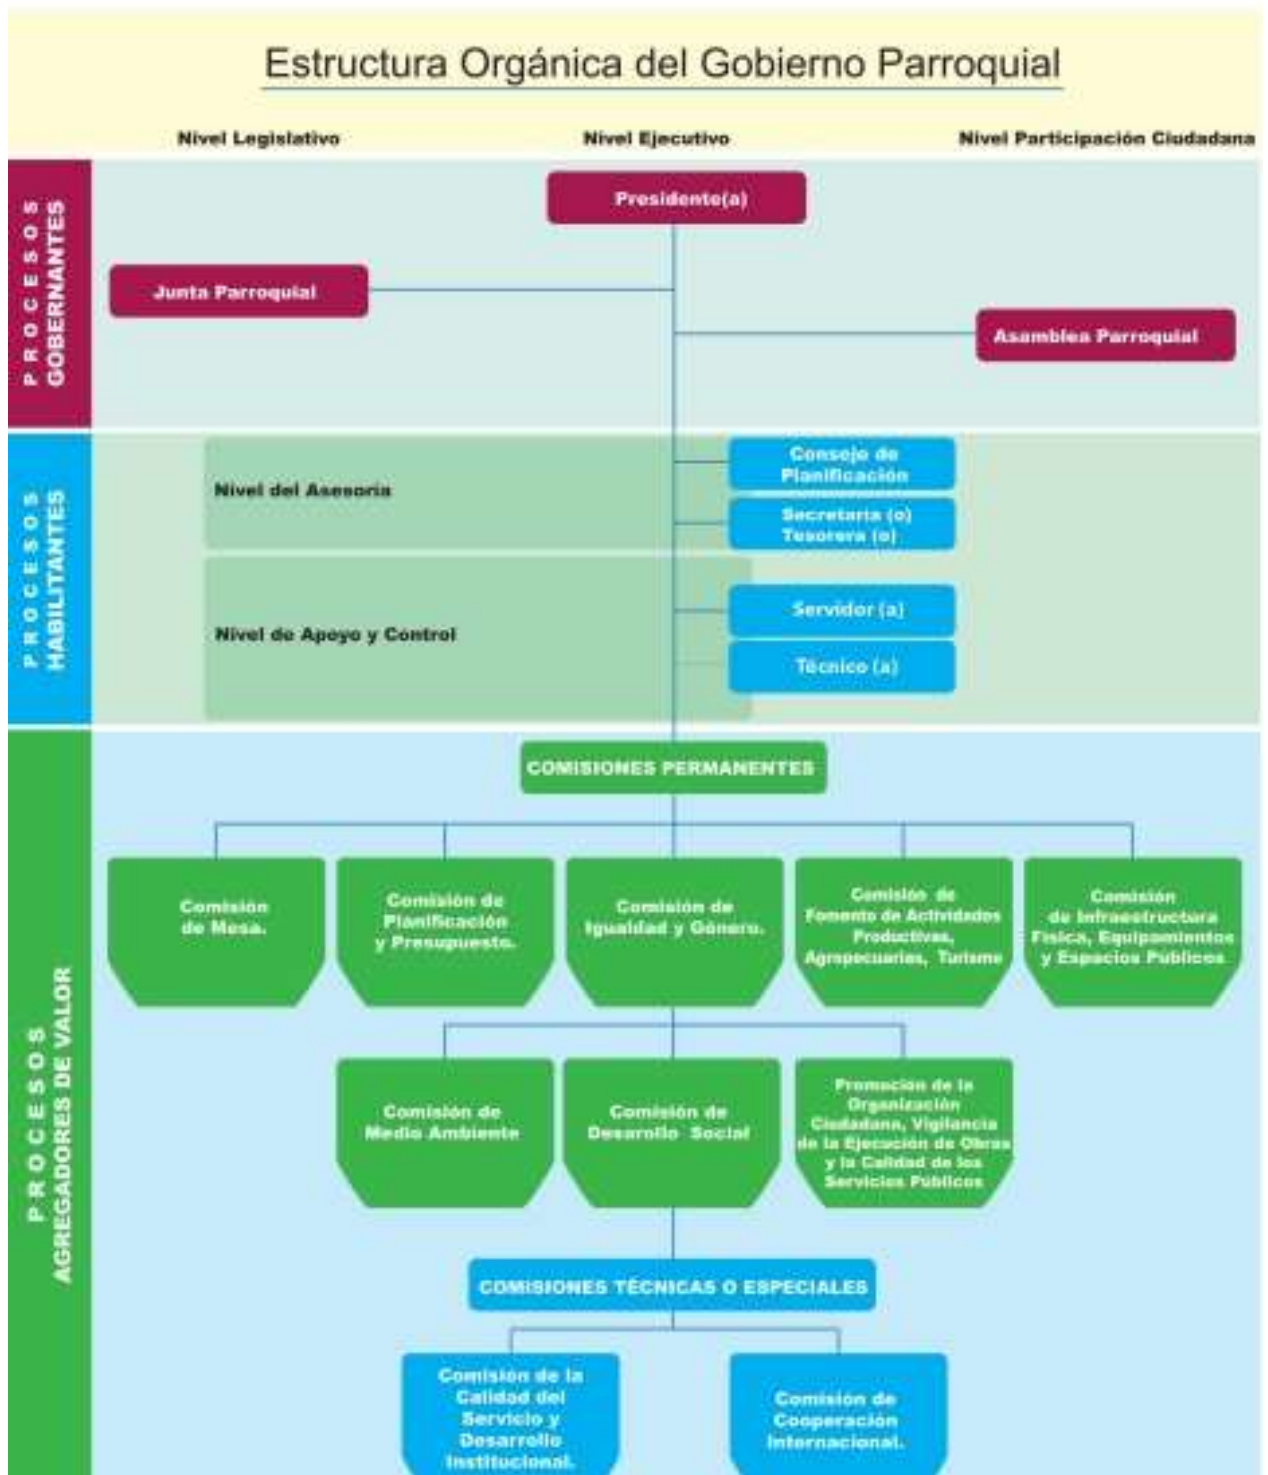 Estructura Orgánica del Gobierno Parroquial
Nivel Legislativo
Nivel Ejecutivo
Nivel Participación Ciudadana
PROCESOS
GOBERNANTES
Presidente(a)
Junta Parroquial
Asamblea Parroquial
PROCESOS
HABILITANTES
Nivel del Asesoria
Consejo de
Planificación
Secretaria (o)
Tesorera (o)
Nivel de Apoyo y Control
Servidor (a)
Técnico (a)
PROCESOS
AGREGADORES DE VALOR
COMISIONES PERMANENTES
Comisión
de Mesa.
Comisión de
Planificación
y Presupuesto.
Comisión de
Igualdad y Género.
Comisión de
Fomento de Actividades
Productivas,
Agropecuarias, Turismo
Comisión
de Infraestructura
Física, Equipamientos
y Espacios Públicos
Comisión de
Medio Ambiente
Comisión de
Desarollo Social
Promoción de la
Organización
Ciudadana, Vigilancia
de la Ejecución de Obras
y la Calidad de los
Servicios Públicos
COMISIONES TÉCNICAS O ESPECIALES
Comisión de la
Calidad del
Servicio y
Desarrollo
Institucional.
Comisión de
Cooperación
Internacional.